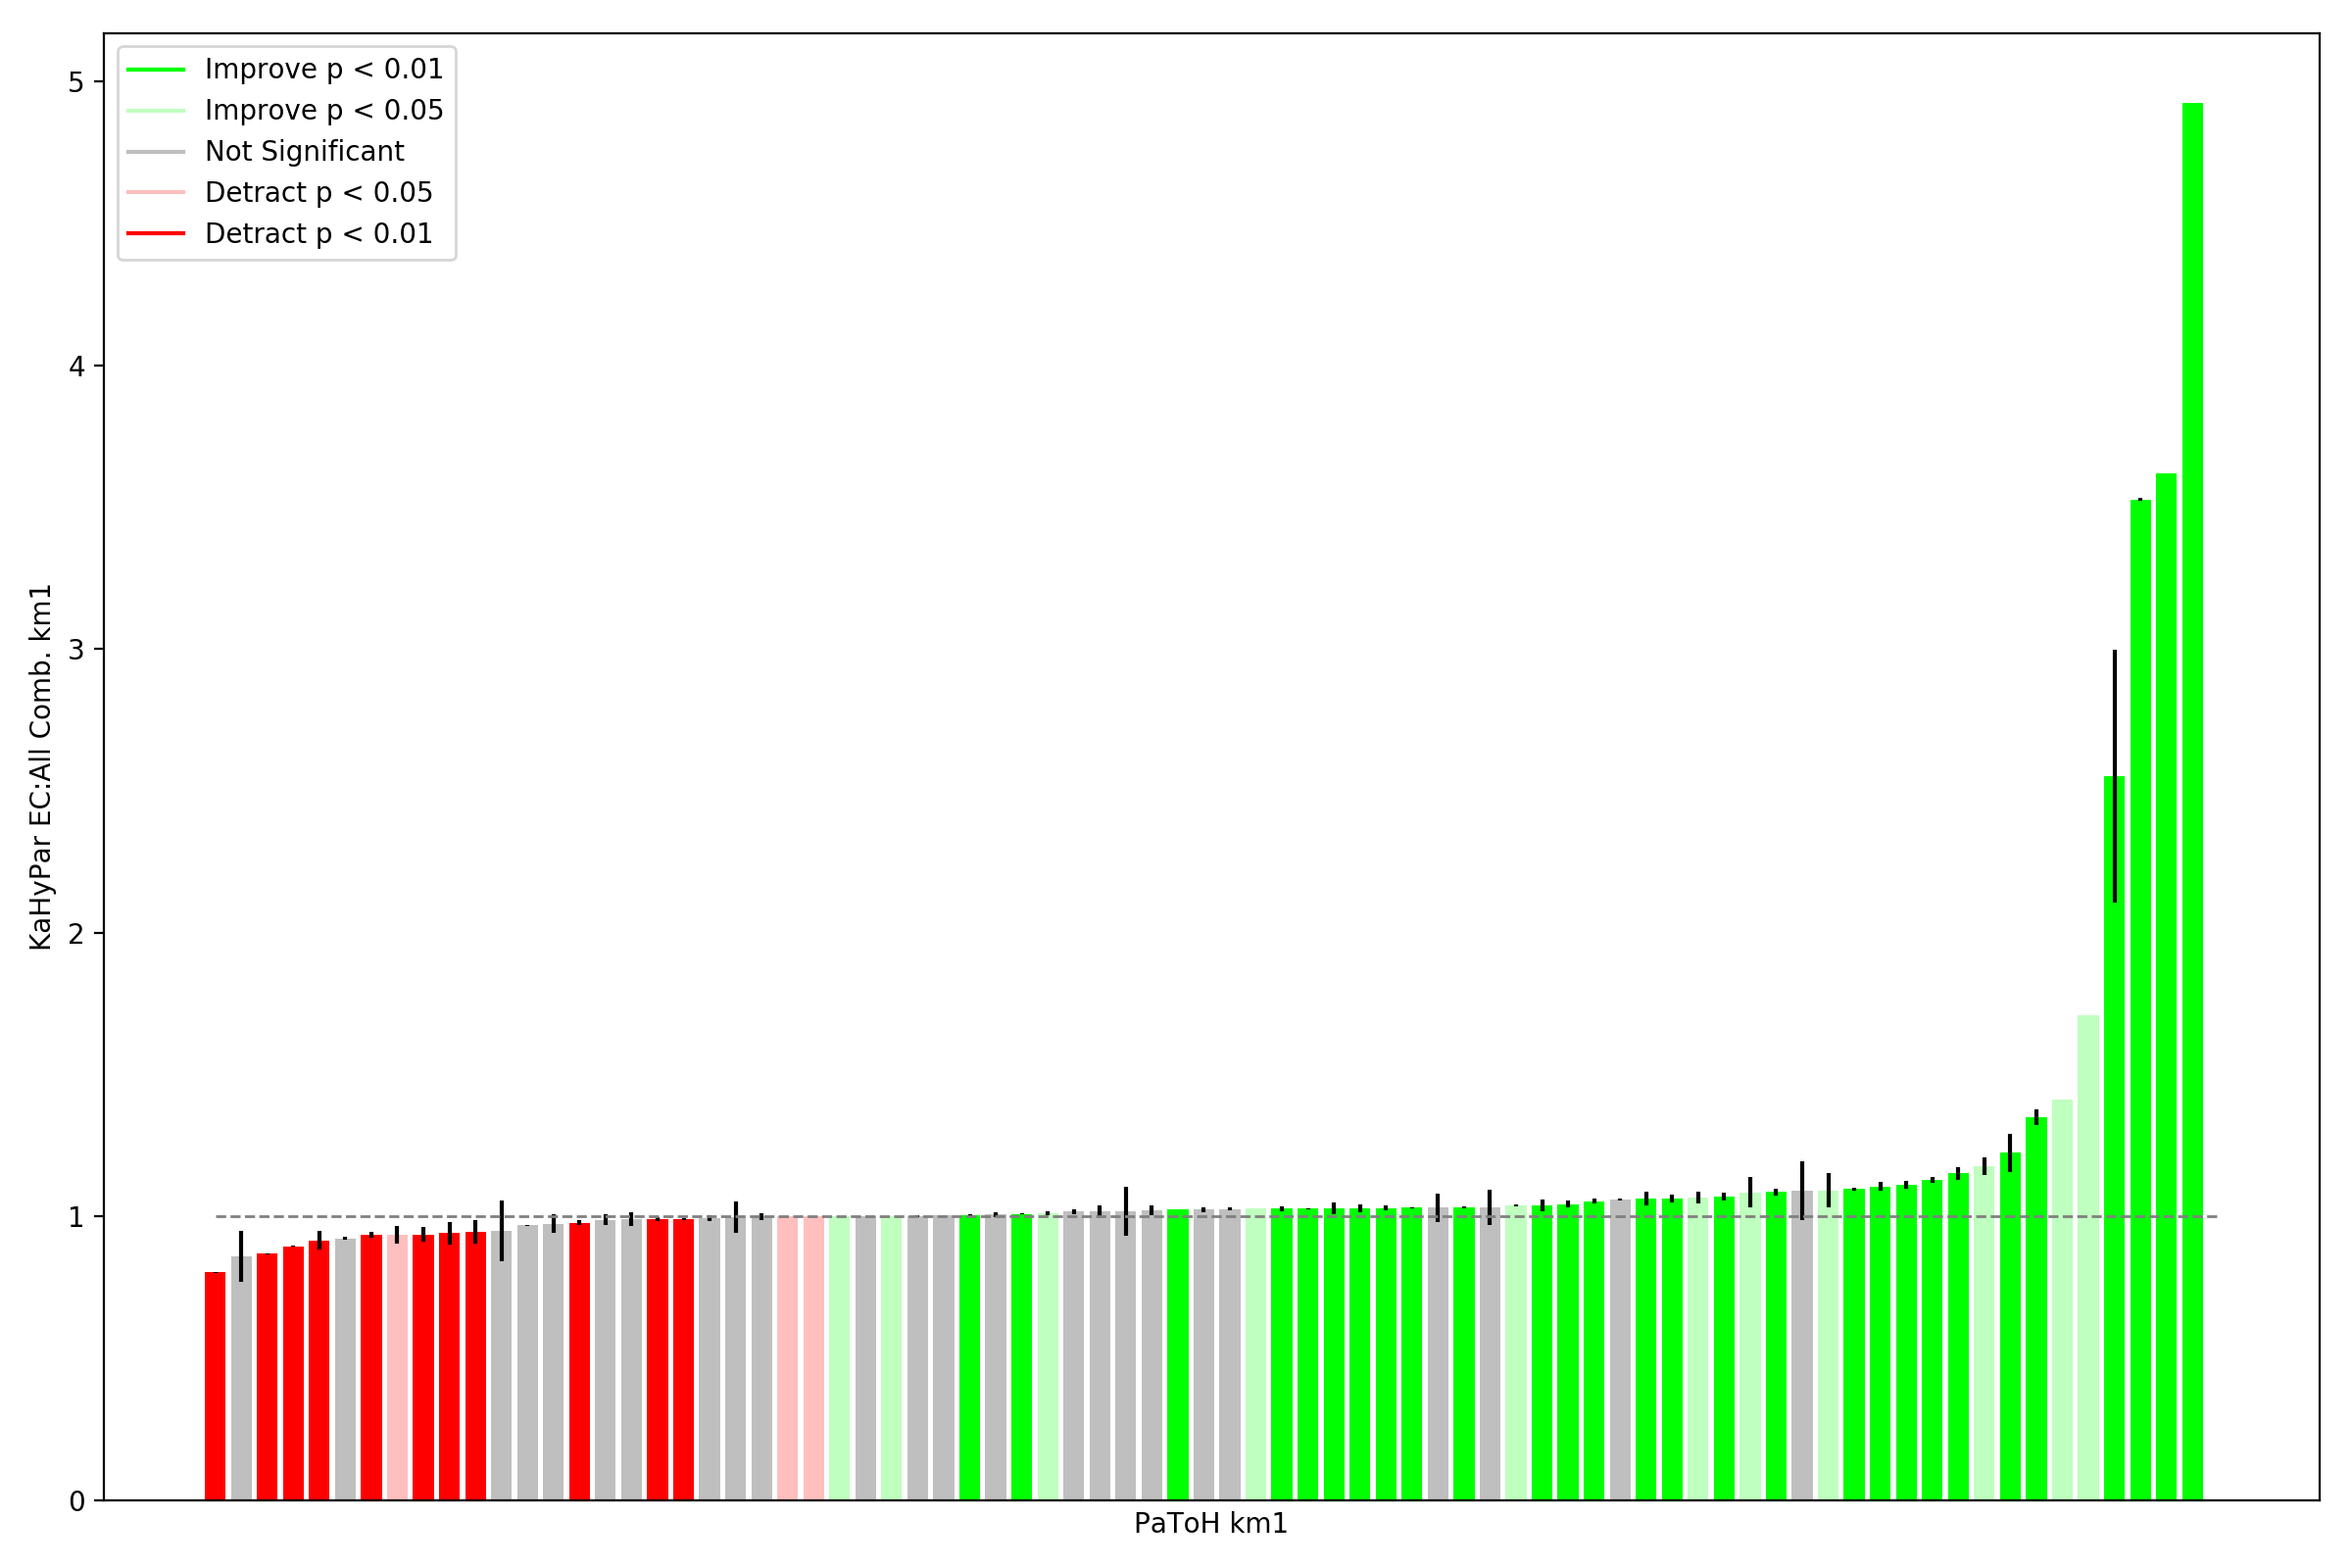 Improve p < 0.01
Improve p < 0.05
Not Significant
Detract p < 0.05
Detract p < 0.01
5
4
3
2
1
0
KaHyPar EC:All Comb. km1
PaToH km1